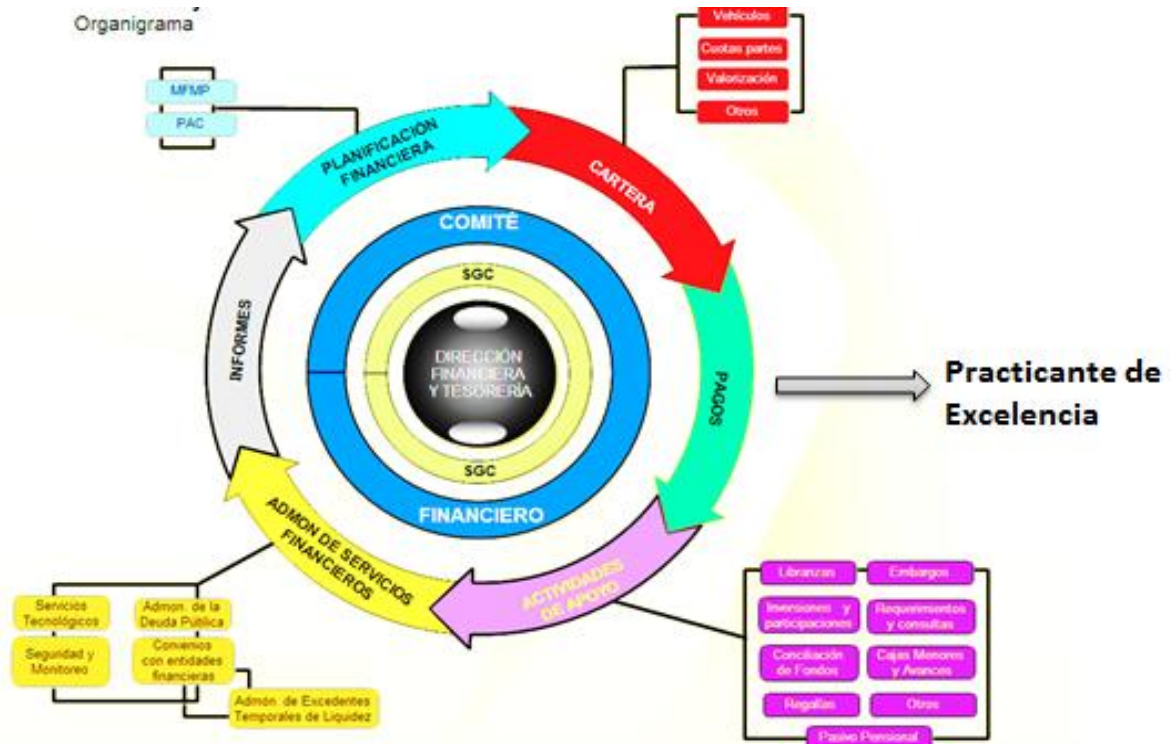 Organigrama
MFMP
PAC
Vehículos
Cuotas partes
Valorización
Otros
PLANIFICACIÓN
FINANCIERA
CARTERA
PAGOS
ACTIVIDADES
DE APOYO
ADMON DE SERVICIOS
FINANCIEROS
INFORMES
COMITÉ
FINANCIERO
SGC
DIRECCIÓN
FINANCIERA
Y TESORERÍA
SGC
Practicante de
Excelencia
Servicios
Tecnológicos
Admon. de la
Deuda Pública
Seguridad y
Monitoreo
Convenios
con entidades
financieras
Admón. de Excedentes
Temporales de Liquidez
Libranzas
Embargos
Inversiones y
participaciones
Requerimientos
y consultas
Conciliación
de Fondos
Cajas Menores
y Avances
Regalías
Otros
Pasivo Pensional